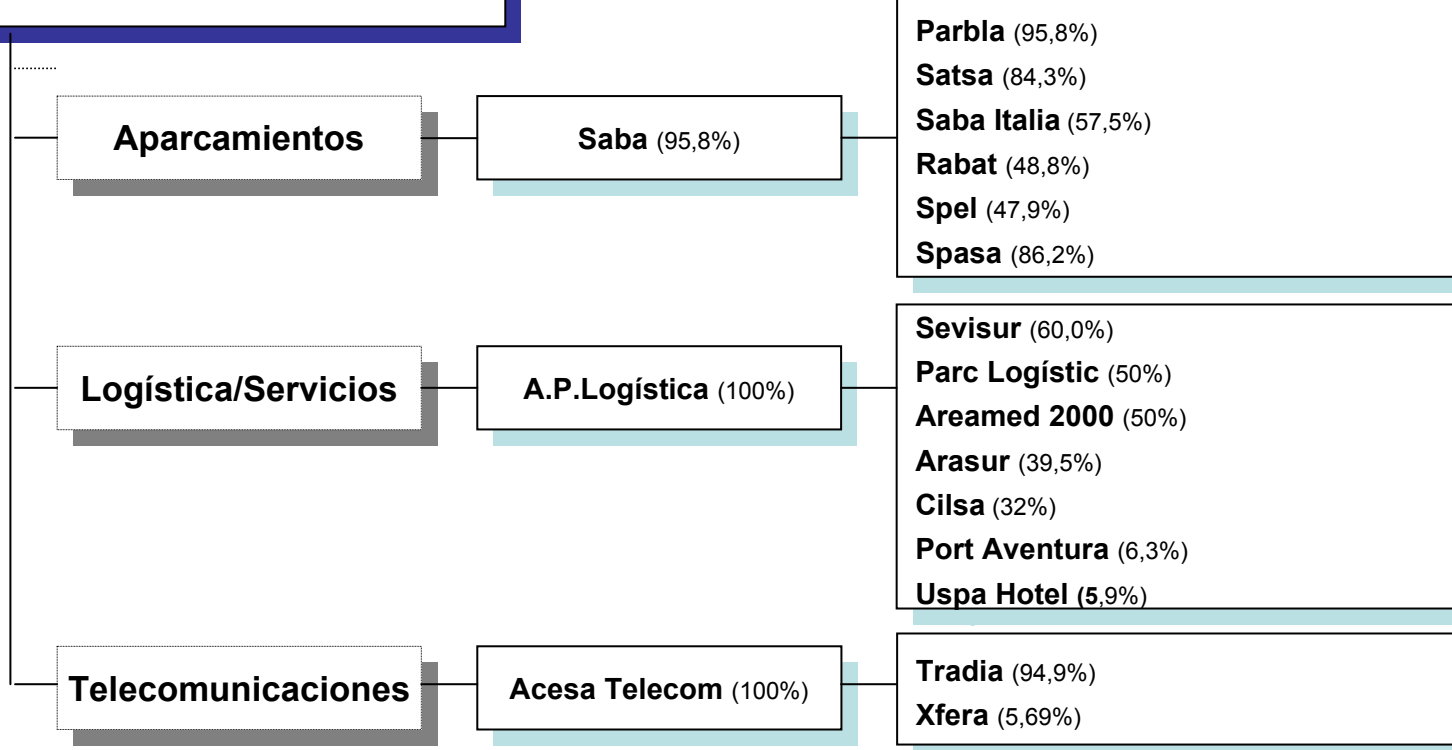 Parbla (95,8%)
Satsa (84,3%)
Saba Italia (57,5%)
Rabat (48,8%)
Spel (47,9%)
Spasa (86,2%)
Aparcamientos
Saba (95,8%)
Sevisur (60,0%)
Parc Logístic (50%)
Areamed 2000 (50%)
Arasur (39,5%)
Cilsa (32%)
Port Aventura (6,3%)
Uspa Hotel (5,9%)
Logística/Servicios
A.P.Logística (100%)
Tradia (94,9%)
Xfera (5,69%)
Telecomunicaciones
Acesa Telecom (100%)